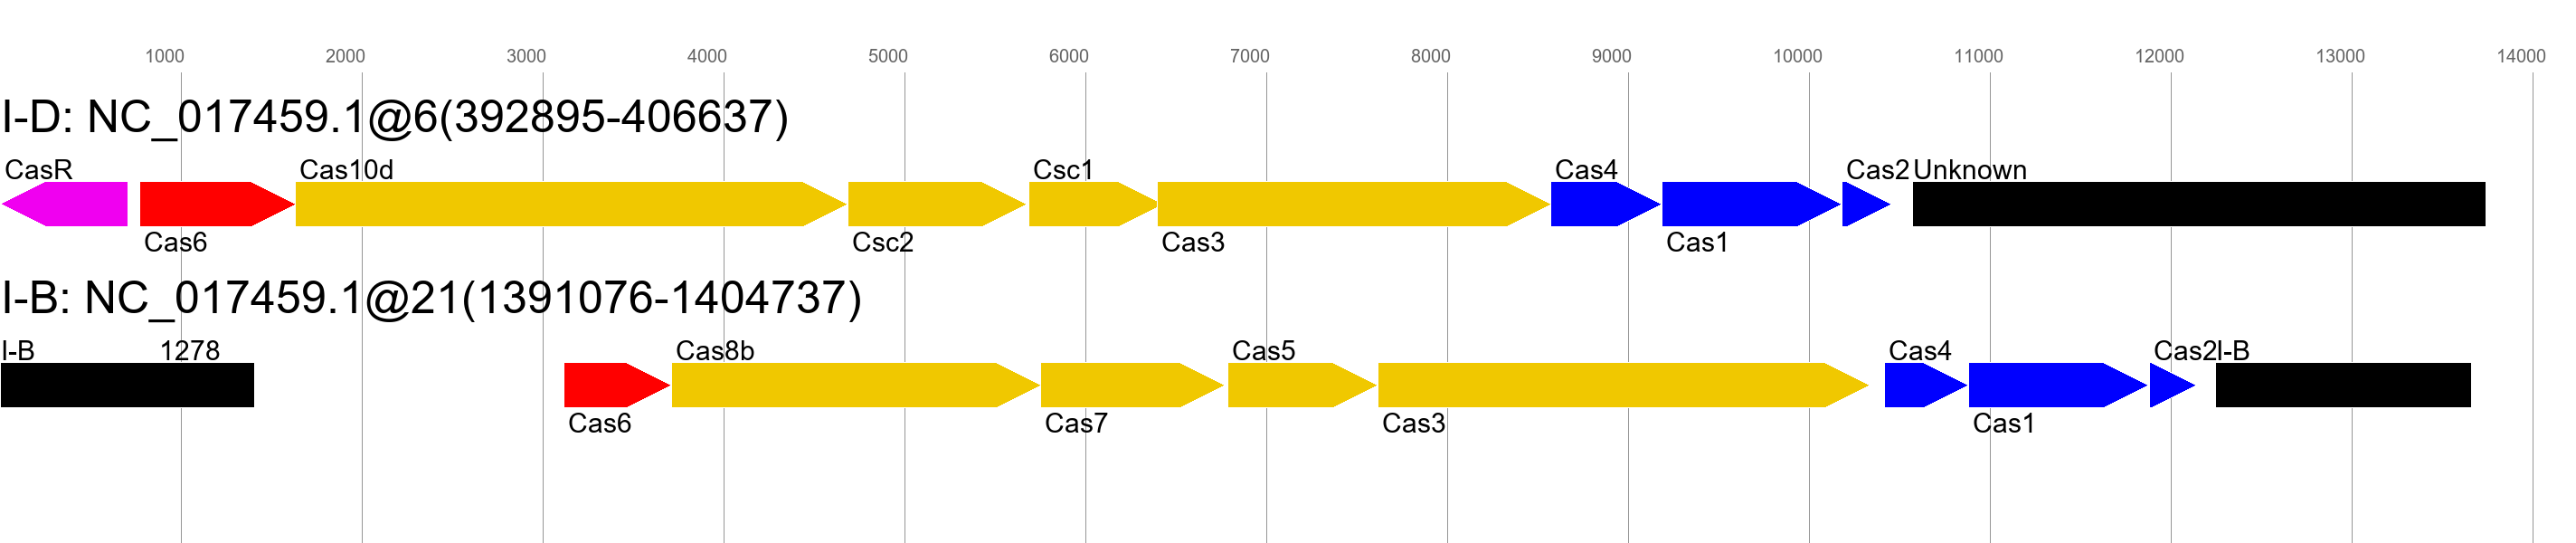 1000 2000 3000 4000 5000 6000 7000 8000 9000 10000 11000 12000 13000 14000
I-D: NC_017459.1@6(392895-406637)
CasR Cas10d Csc1 Cas4 Cas2 Unknown
Cas6 Csc2 Cas3 Cas1
I-B: NC_017459.1@21(1391076-1404737)
I-B 1278 Cas8b Cas5 Cas4 Cas2 I-B
Cas6 Cas7 Cas3 Cas1